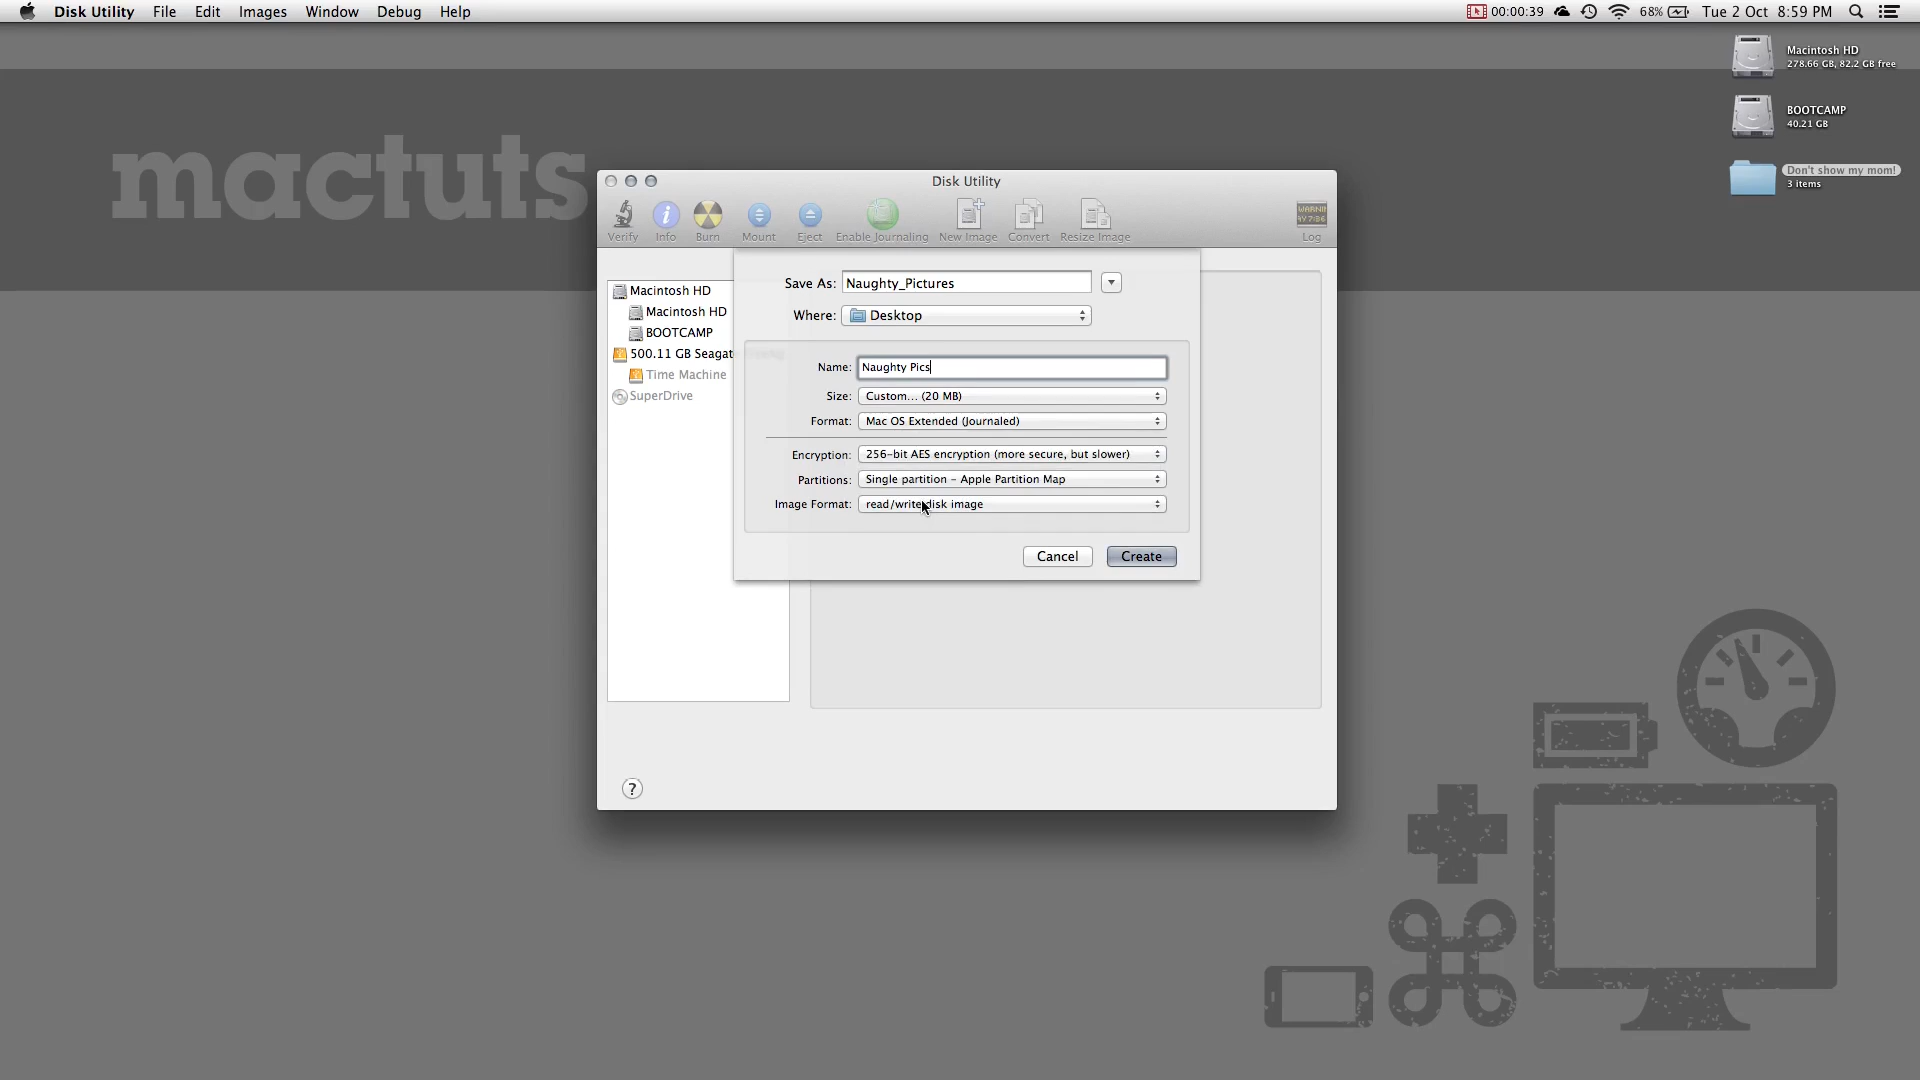 Disk Utility File Edit Images Window Debug Help 00:00:39 68% Tue 2 Oct 8:59 PM
Macintosh HD
278.66 GB, 82.2 GB free
BOOTCAMP
40.21 GB
Don't show my mom!
3 items
mactuts
Disk Utility
Verify Info Burn Mount Eject Enable Journaling New Image Convert Resize Image Log
Macintosh HD
Macintosh HD
BOOTCAMP
500.11 GB Seagat
Time Machine
SuperDrive
Save As: Naughty_Pictures
Where: Desktop
Name: Naughty Pics
Size: Custom... (20 MB)
Format: Mac OS Extended (Journaled)
Encryption: 256-bit AES encryption (more secure, but slower)
Partitions: Single partition - Apple Partition Map
Image Format: read/write disk image
Cancel Create
?